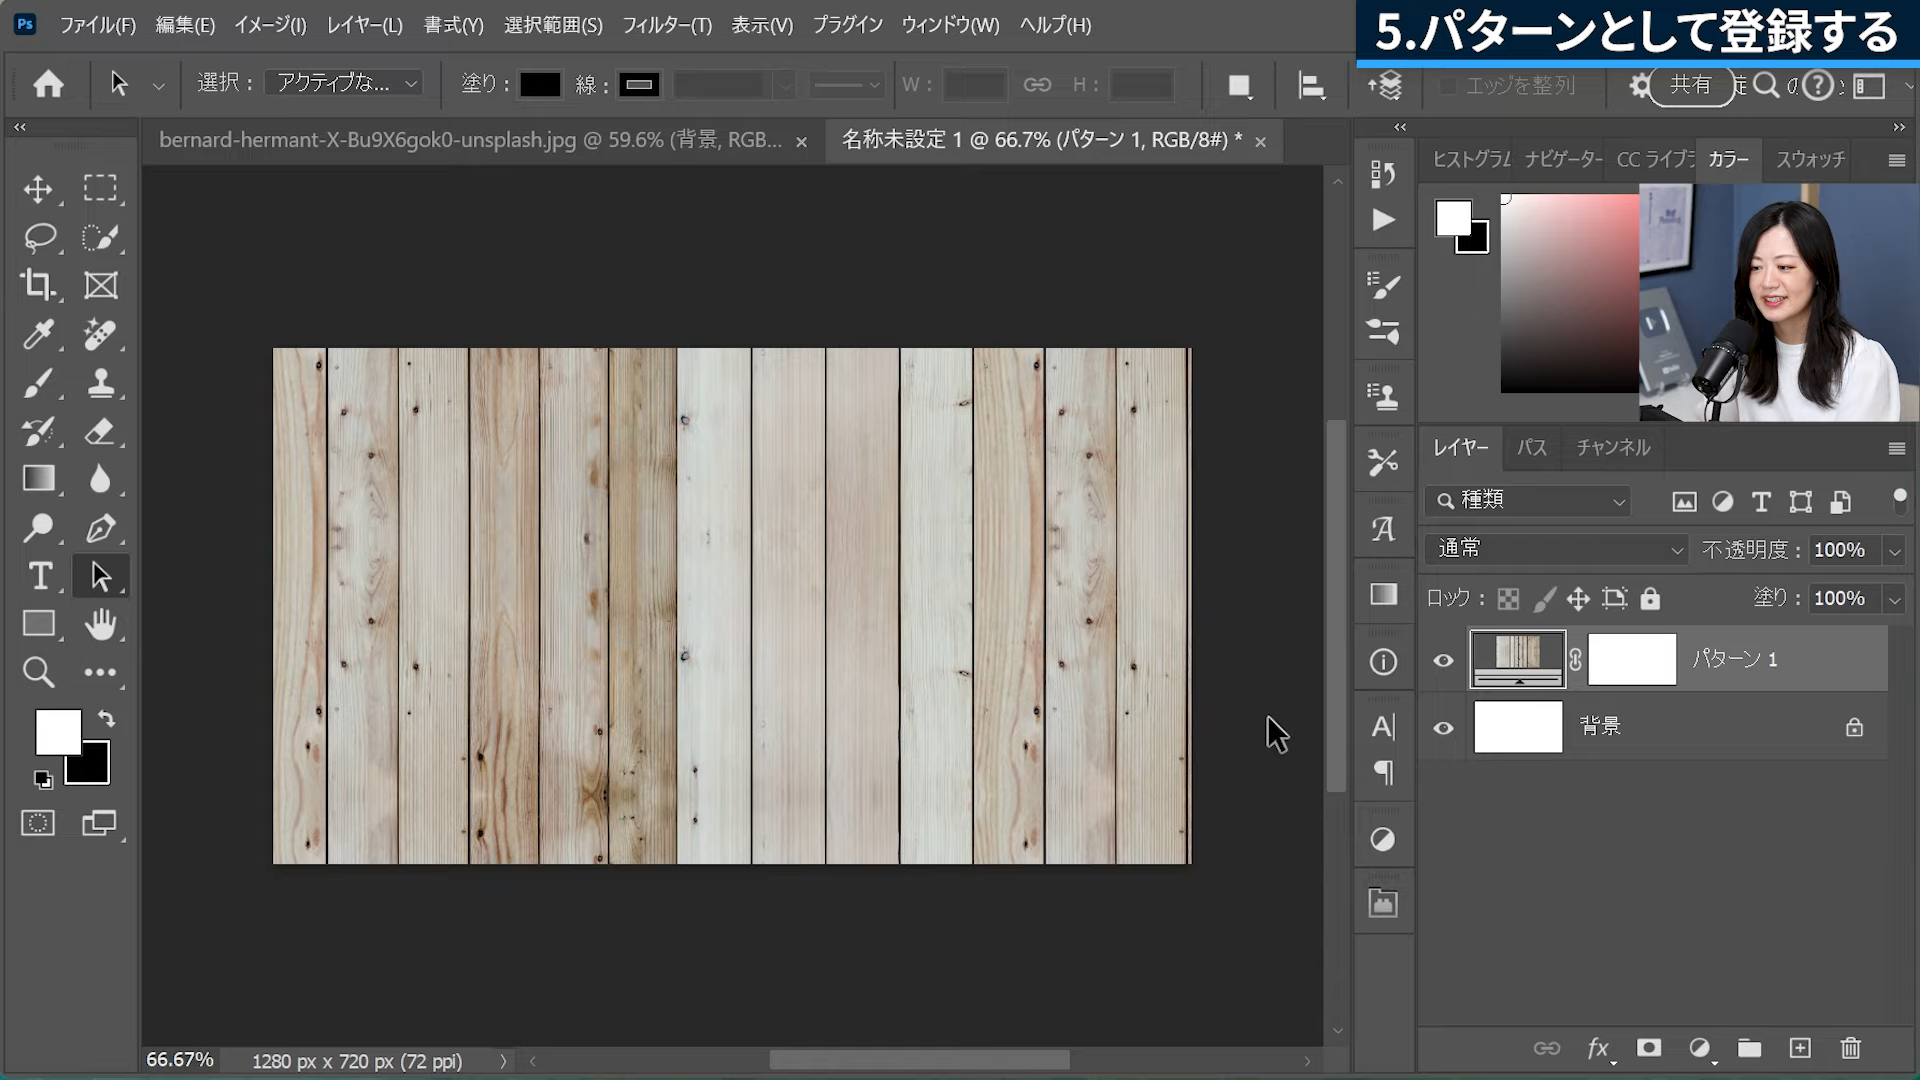 Ps ファイル(F) 編集(E) イメージ(I) レイヤー(L) 書式(Y) 選択範囲(S) フィルター(T) 表示(V) プラグイン ウィンドウ(W) ヘルプ(H)
5.パターンとして登録する
選択： アクティブな... 塗り： 線： W： H： エッジを整列 共有
bernard-hermant-X-Bu9X6gok0-unsplash.jpg @ 59.6% (背景, RGB... × 名称未設定 1 @ 66.7% (パターン 1, RGB/8#) * ×
ヒストグラム ナビゲーター CC ライブラ カラー スウォッチ
レイヤー パス チャンネル
種類
通常 不透明度： 100%
ロック： 塗り： 100%
パターン 1
背景
66.67% 1280 px x 720 px (72 ppi)